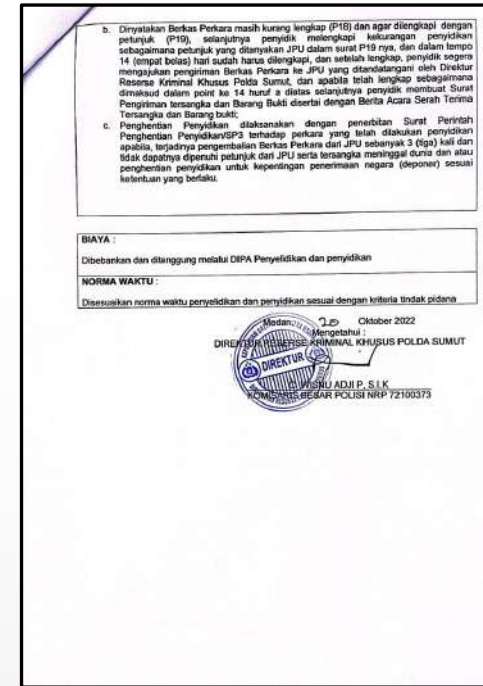 b. Dinyatakan Berkas Perkara masih kurang lengkap (P18) dan agar dilengkapi dengan
petunjuk (P19), selanjutnya penyidik melengkapi kekurangan penyidikan
sebagaimana petunjuk yang ditanyakan JPU dalam surat P19 nya, dan dalam tempo
14 (empat belas) hari sudah harus dilengkapi, dan setelah lengkap, penyidik segera
mengajukan pengiriman Berkas Perkara ke JPU yang ditandatangani oleh Direktur
Reserse Kriminal Khusus Polda Sumut, dan apabila telah lengkap sebagaimana
dimaksud dalam point ke 14 huruf a diatas selanjutnya penyidik membuat Surat
Pengiriman tersangka dan Barang Bukti disertai dengan Berita Acara Serah Terima
Tersangka dan Barang bukti;
c. Penghentian Penyidikan dilaksanakan dengan penerbitan Surat Perintah
Penghentian Penyidikan/SP3 terhadap perkara yang telah dilakukan penyidikan
apabila, terjadinya pengembalian Berkas Perkara dari JPU sebanyak 3 (tiga) kali dan
tidak dapatnya dipenuhi petunjuk dari JPU serta tersangka meninggal dunia dan atau
penghentian penyidikan untuk kepentingan penerimaan negara (deponer) sesuai
ketentuan yang berlaku.
BIAYA :
Dibebankan dan ditanggung melalui DIPA Penyelidikan dan penyidikan
NORMA WAKTU :
Disesuaikan norma waktu penyelidikan dan penyidikan sesuai dengan kriteria tindak pidana
Medan, 20 Oktober 2022
Mengetahui :
DIREKTUR RESERSE KRIMINAL KHUSUS POLDA SUMUT
DIREKTUR
WISNU ADJI P, S.I.K
KOMISARIS BESAR POLISI NRP 72100373